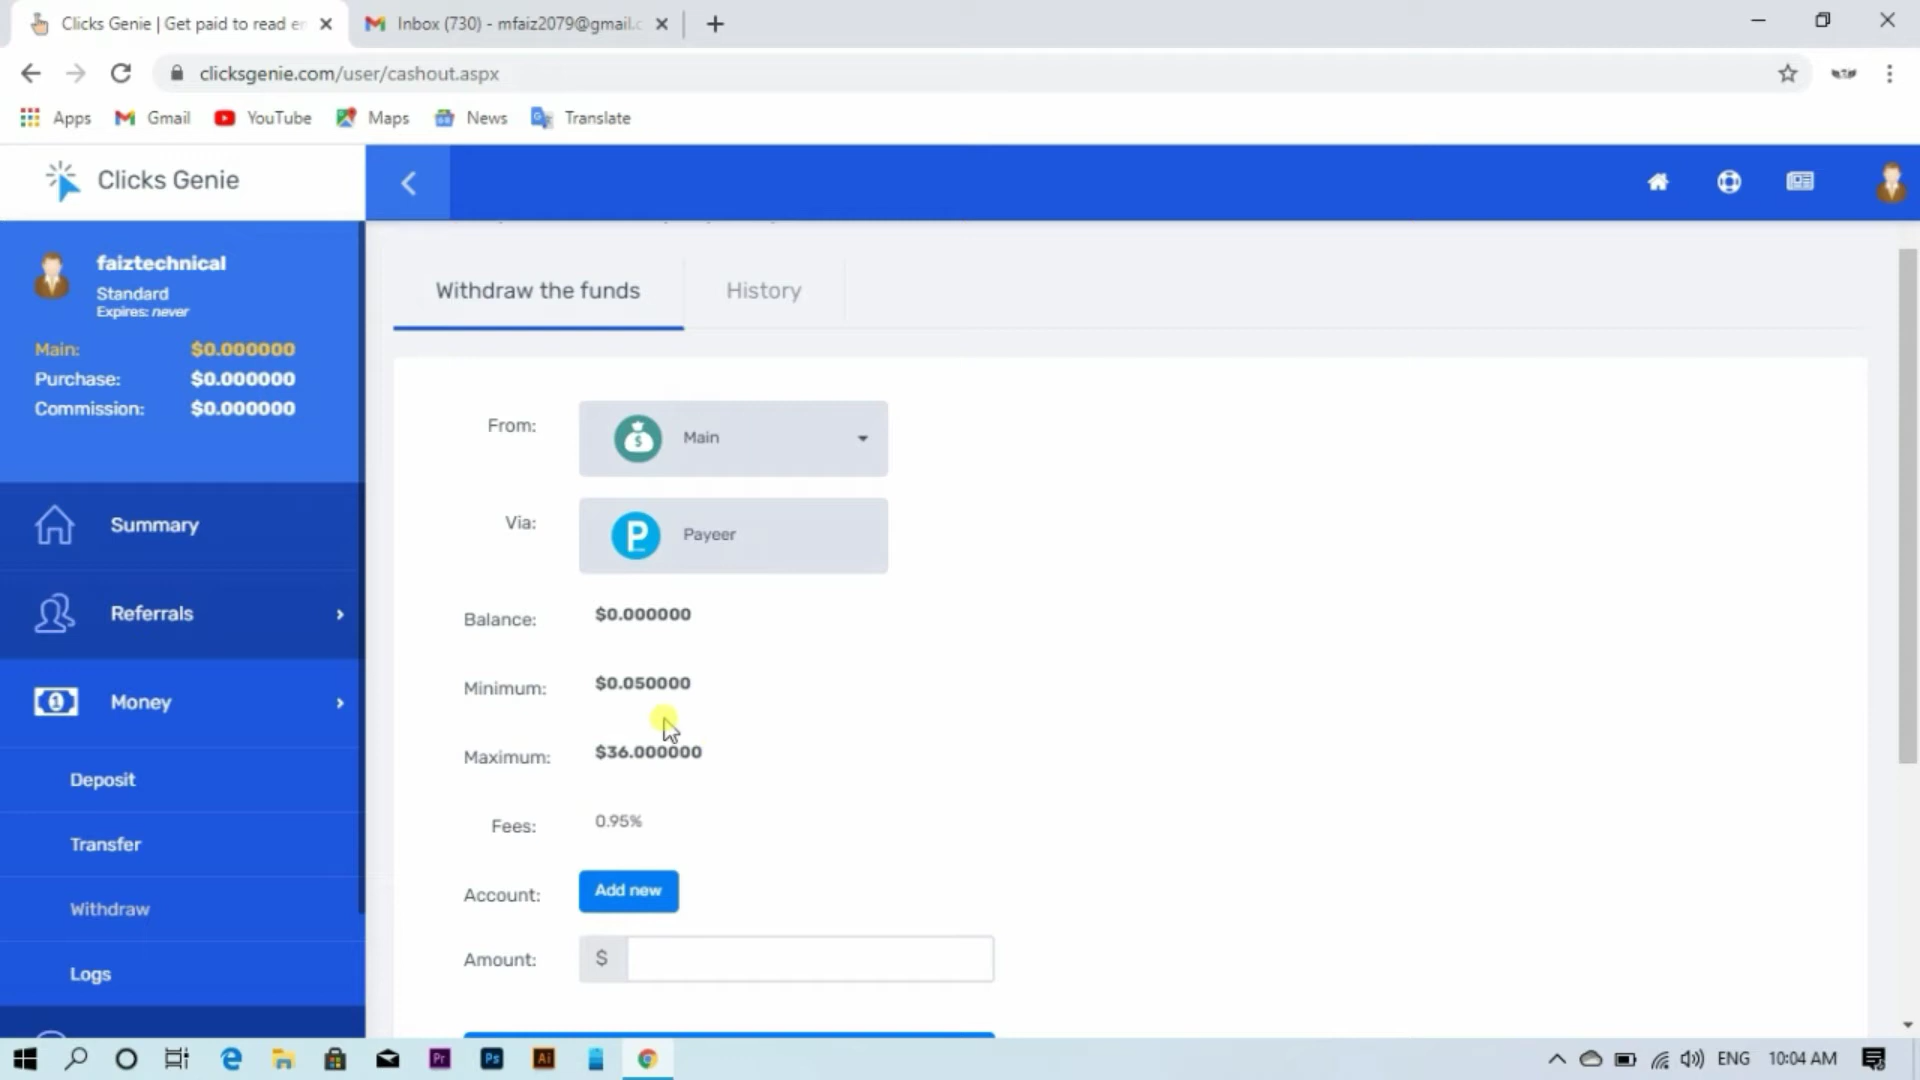 Clicks Genie | Get paid to read e
Inbox (730) - mfaiz2079@gmail.c
clicksgenie.com/user/cashout.aspx
Apps
Gmail
YouTube
Maps
News
Translate
Clicks Genie
faiztechnical
Standard
Expires: never
Main: $0.000000
Purchase: $0.000000
Commission: $0.000000
Summary
Referrals
Money
Deposit
Transfer
Withdraw
Logs
Withdraw the funds
History
From: Main
Via: P Payeer
Balance: $0.000000
Minimum: $0.050000
Maximum: $36.000000
Fees: 0.95%
Account: Add new
Amount: $
Pr
Ps
Ai
ENG
10:04 AM